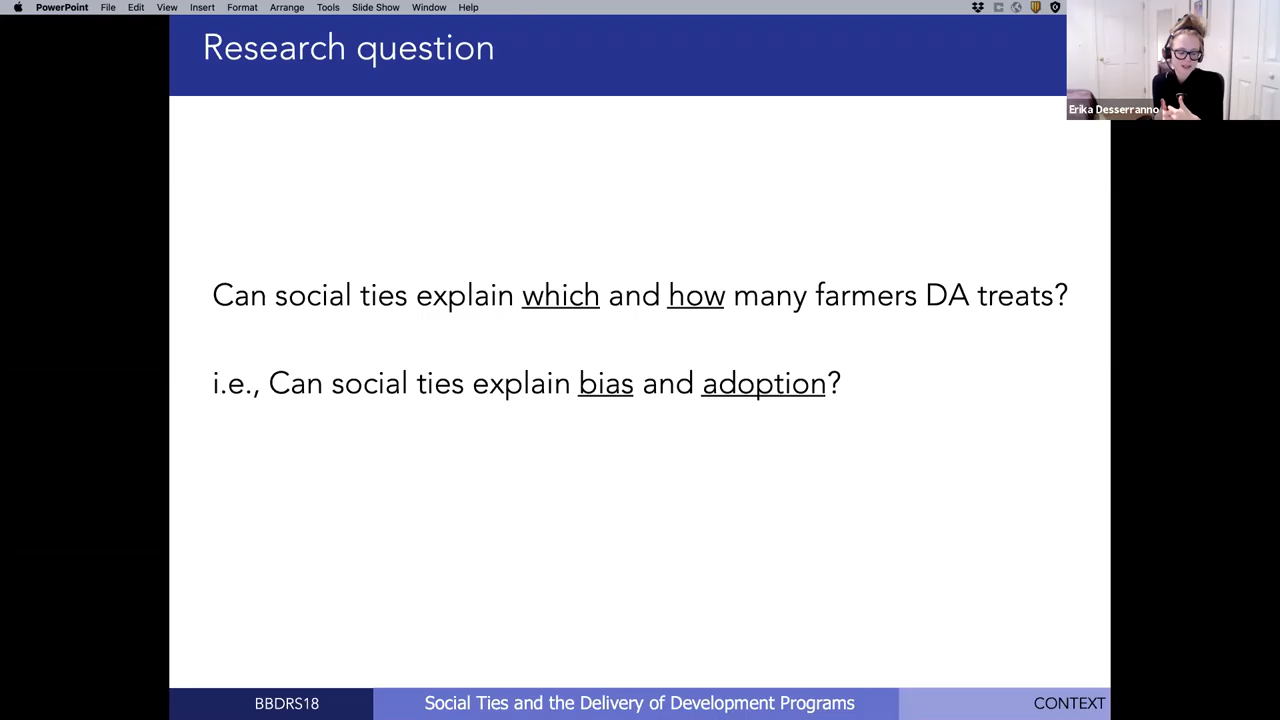 PowerPoint File Edit View Insert Format Arrange Tools Slide Show Window Help
Research question
Erika Desserranno
Can social ties explain which and how many farmers DA treats?
i.e., Can social ties explain bias and adoption?
BBDRS18 Social Ties and the Delivery of Development Programs CONTEXT